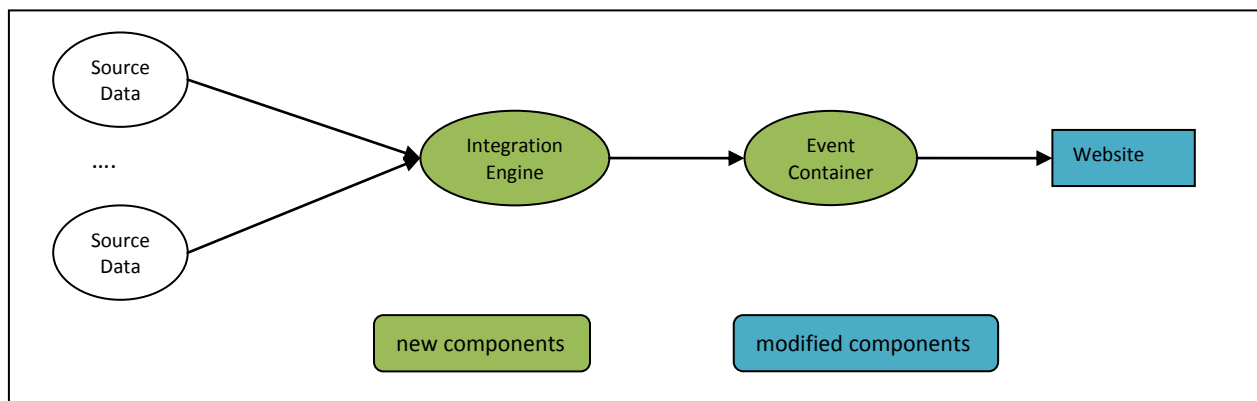 Source
Data
....
Source
Data
Integration
Engine
Event
Container
Website
new components
modified components